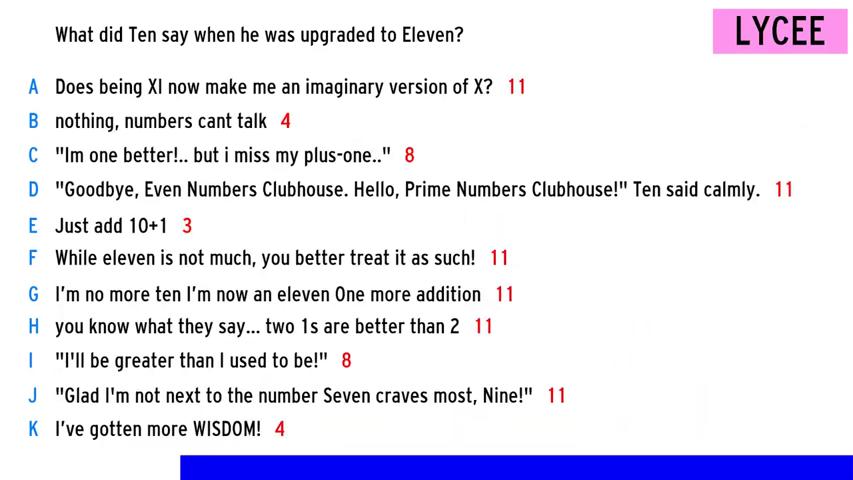 What did Ten say when he was upgraded to Eleven?
LYCEE
A Does being XI now make me an imaginary version of X? 11
B nothing, numbers cant talk 4
C "Im one better!.. but i miss my plus-one.." 8
D "Goodbye, Even Numbers Clubhouse. Hello, Prime Numbers Clubhouse!" Ten said calmly. 11
E Just add 10+1 3
F While eleven is not much, you better treat it as such! 11
G I'm no more ten I'm now an eleven One more addition 11
H you know what they say... two 1s are better than 2 11
I "I'll be greater than I used to be!" 8
J "Glad I'm not next to the number Seven craves most, Nine!" 11
K I've gotten more WISDOM! 4